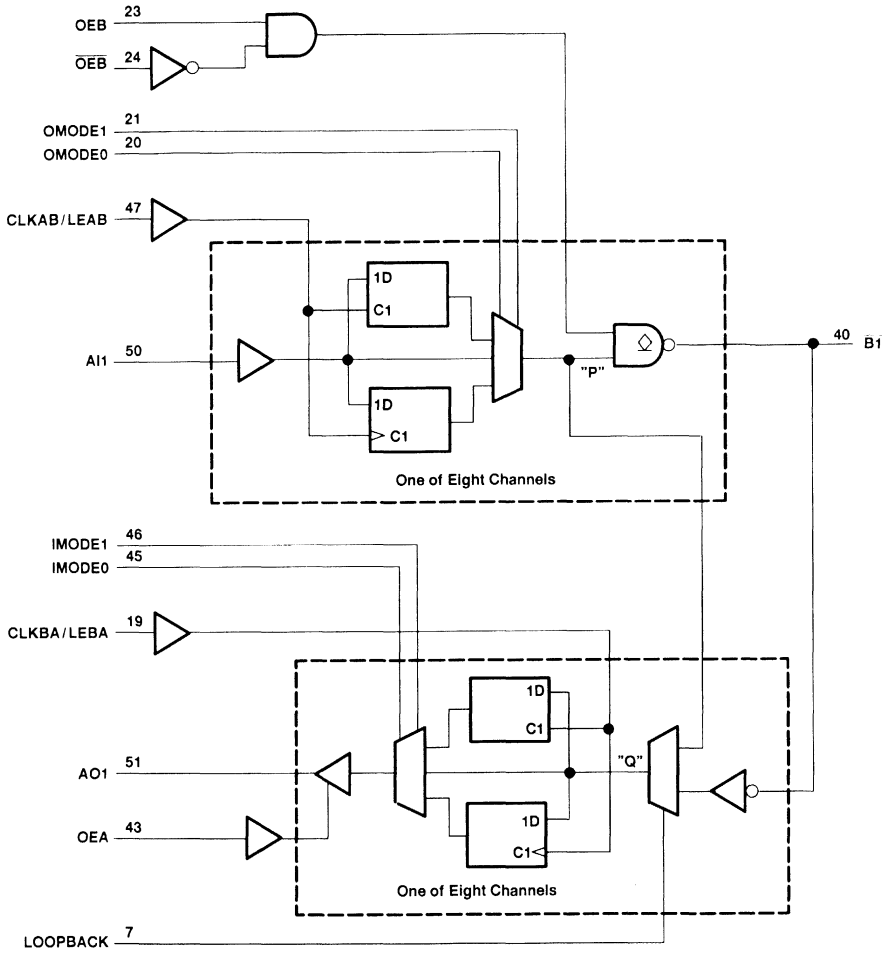 OEB 23
O̅E̅B̅ 24
OMODE1 21
OMODE0 20
CLKAB/LEAB 47
1D
C1
AI1 50
40 B̅1̅
"P"
1D
C1
One of Eight Channels
IMODE1 46
IMODE0 45
CLKBA/LEBA 19
1D
C1
"Q"
AO1 51
1D
C1
OEA 43
One of Eight Channels
LOOPBACK 7